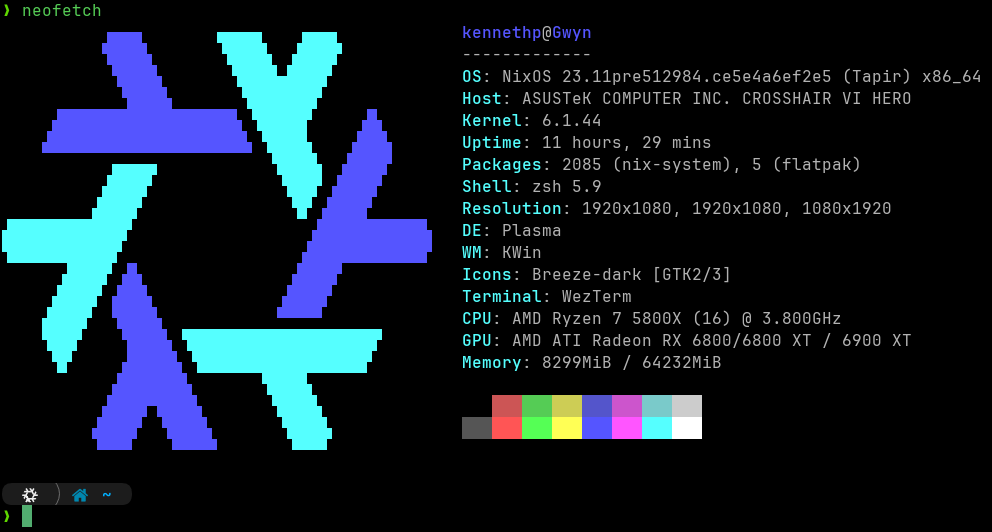 ❯ neofetch
kennethp@Gwyn
-------------
OS: NixOS 23.11pre512984.ce5e4a6ef2e5 (Tapir) x86_64
Host: ASUSTeK COMPUTER INC. CROSSHAIR VI HERO
Kernel: 6.1.44
Uptime: 11 hours, 29 mins
Packages: 2085 (nix-system), 5 (flatpak)
Shell: zsh 5.9
Resolution: 1920x1080, 1920x1080, 1080x1920
DE: Plasma
WM: KWin
Icons: Breeze-dark [GTK2/3]
Terminal: WezTerm
CPU: AMD Ryzen 7 5800X (16) @ 3.800GHz
GPU: AMD ATI Radeon RX 6800/6800 XT / 6900 XT
Memory: 8299MiB / 64232MiB
~
❯